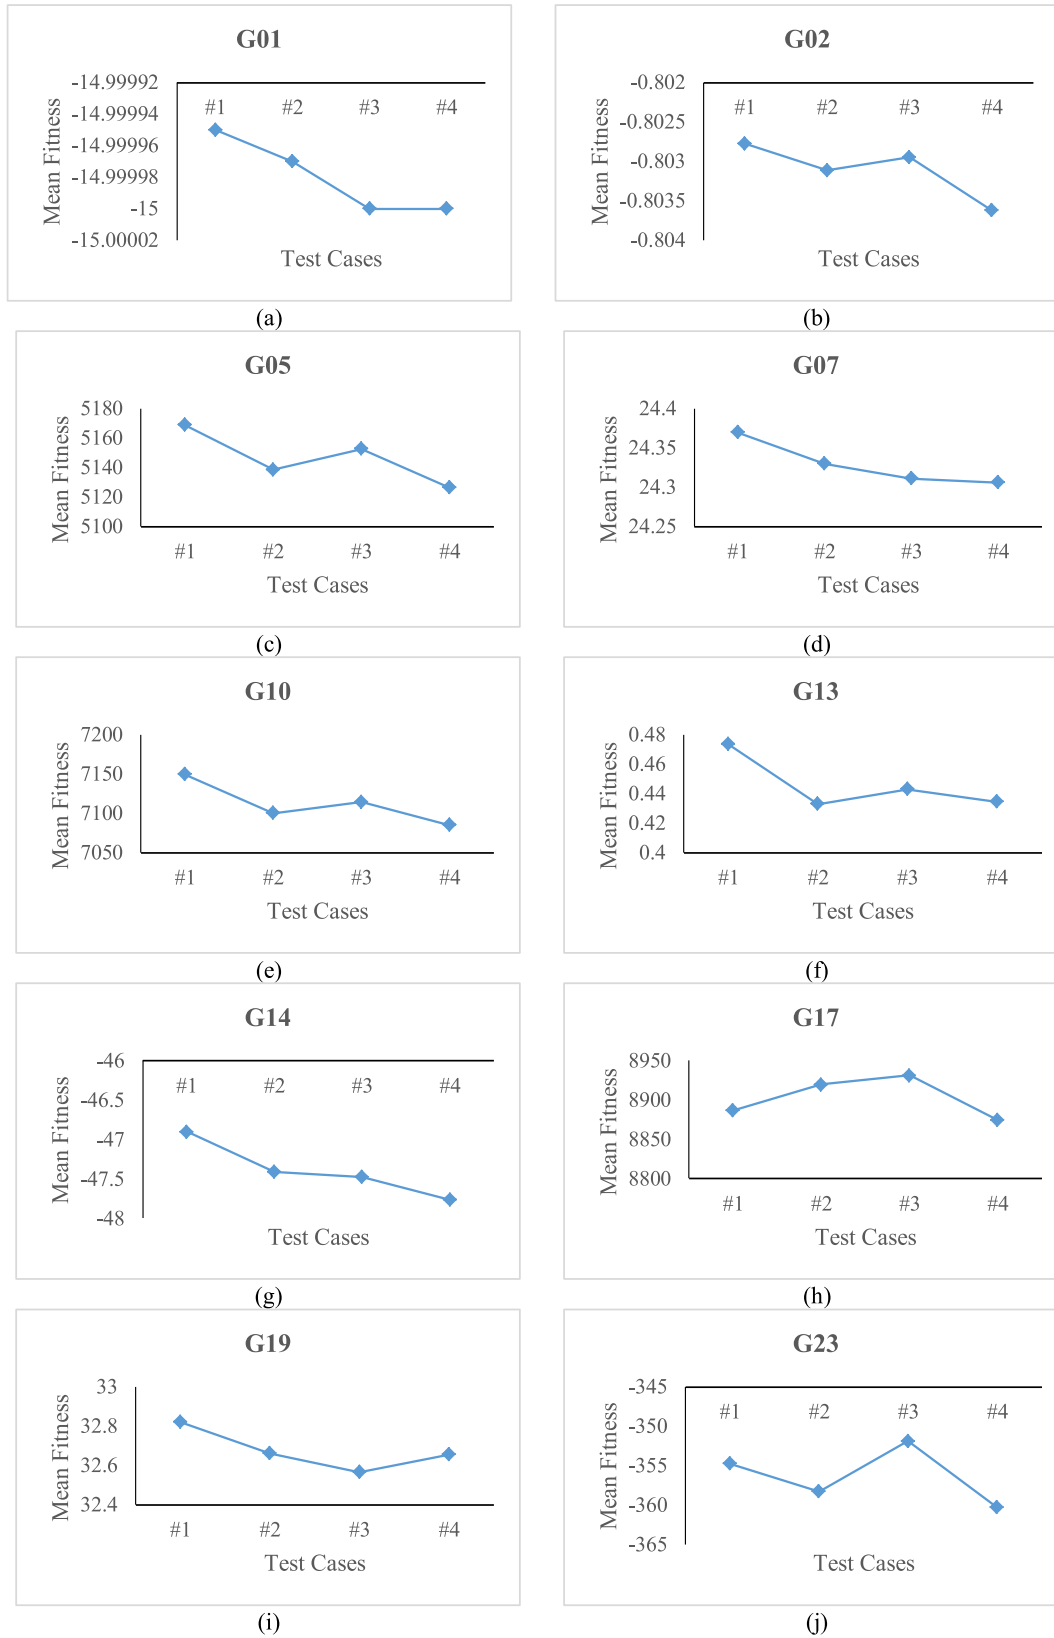 G01
Mean Fitness
-14.99992
-14.99994
-14.99996
-14.99998
-15
-15.00002
#1 #2 #3 #4
Test Cases
(a)
G02
Mean Fitness
-0.802
-0.8025
-0.803
-0.8035
-0.804
#1 #2 #3 #4
Test Cases
(b)
G05
Mean Fitness
5180
5160
5140
5120
5100
#1 #2 #3 #4
Test Cases
(c)
G07
Mean Fitness
24.4
24.35
24.3
24.25
#1 #2 #3 #4
Test Cases
(d)
G10
Mean Fitness
7200
7150
7100
7050
#1 #2 #3 #4
Test Cases
(e)
G13
Mean Fitness
0.48
0.46
0.44
0.42
0.4
#1 #2 #3 #4
Test Cases
(f)
G14
Mean Fitness
-46
-46.5
-47
-47.5
-48
#1 #2 #3 #4
Test Cases
(g)
G17
Mean Fitness
8950
8900
8850
8800
#1 #2 #3 #4
Test Cases
(h)
G19
Mean Fitness
33
32.8
32.6
32.4
#1 #2 #3 #4
Test Cases
(i)
G23
Mean Fitness
-345
-350
-355
-360
-365
#1 #2 #3 #4
Test Cases
(j)